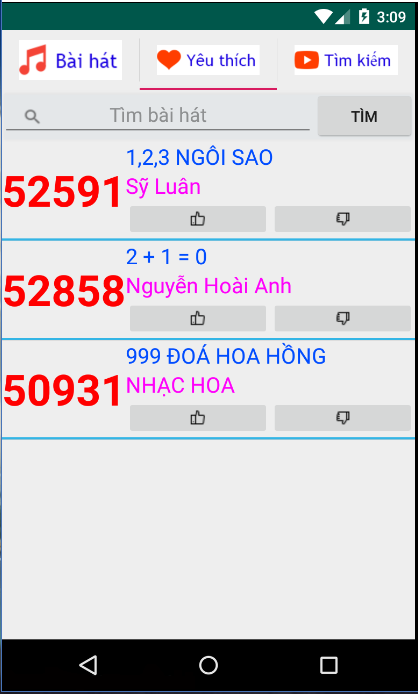 3:09
Bài hát
Yêu thích
Tìm kiếm
Tìm bài hát
TÌM
52591
1,2,3 NGÔI SAO
Sỹ Luân
52858
2 + 1 = 0
Nguyễn Hoài Anh
50931
999 ĐOÁ HOA HỒNG
NHẠC HOA